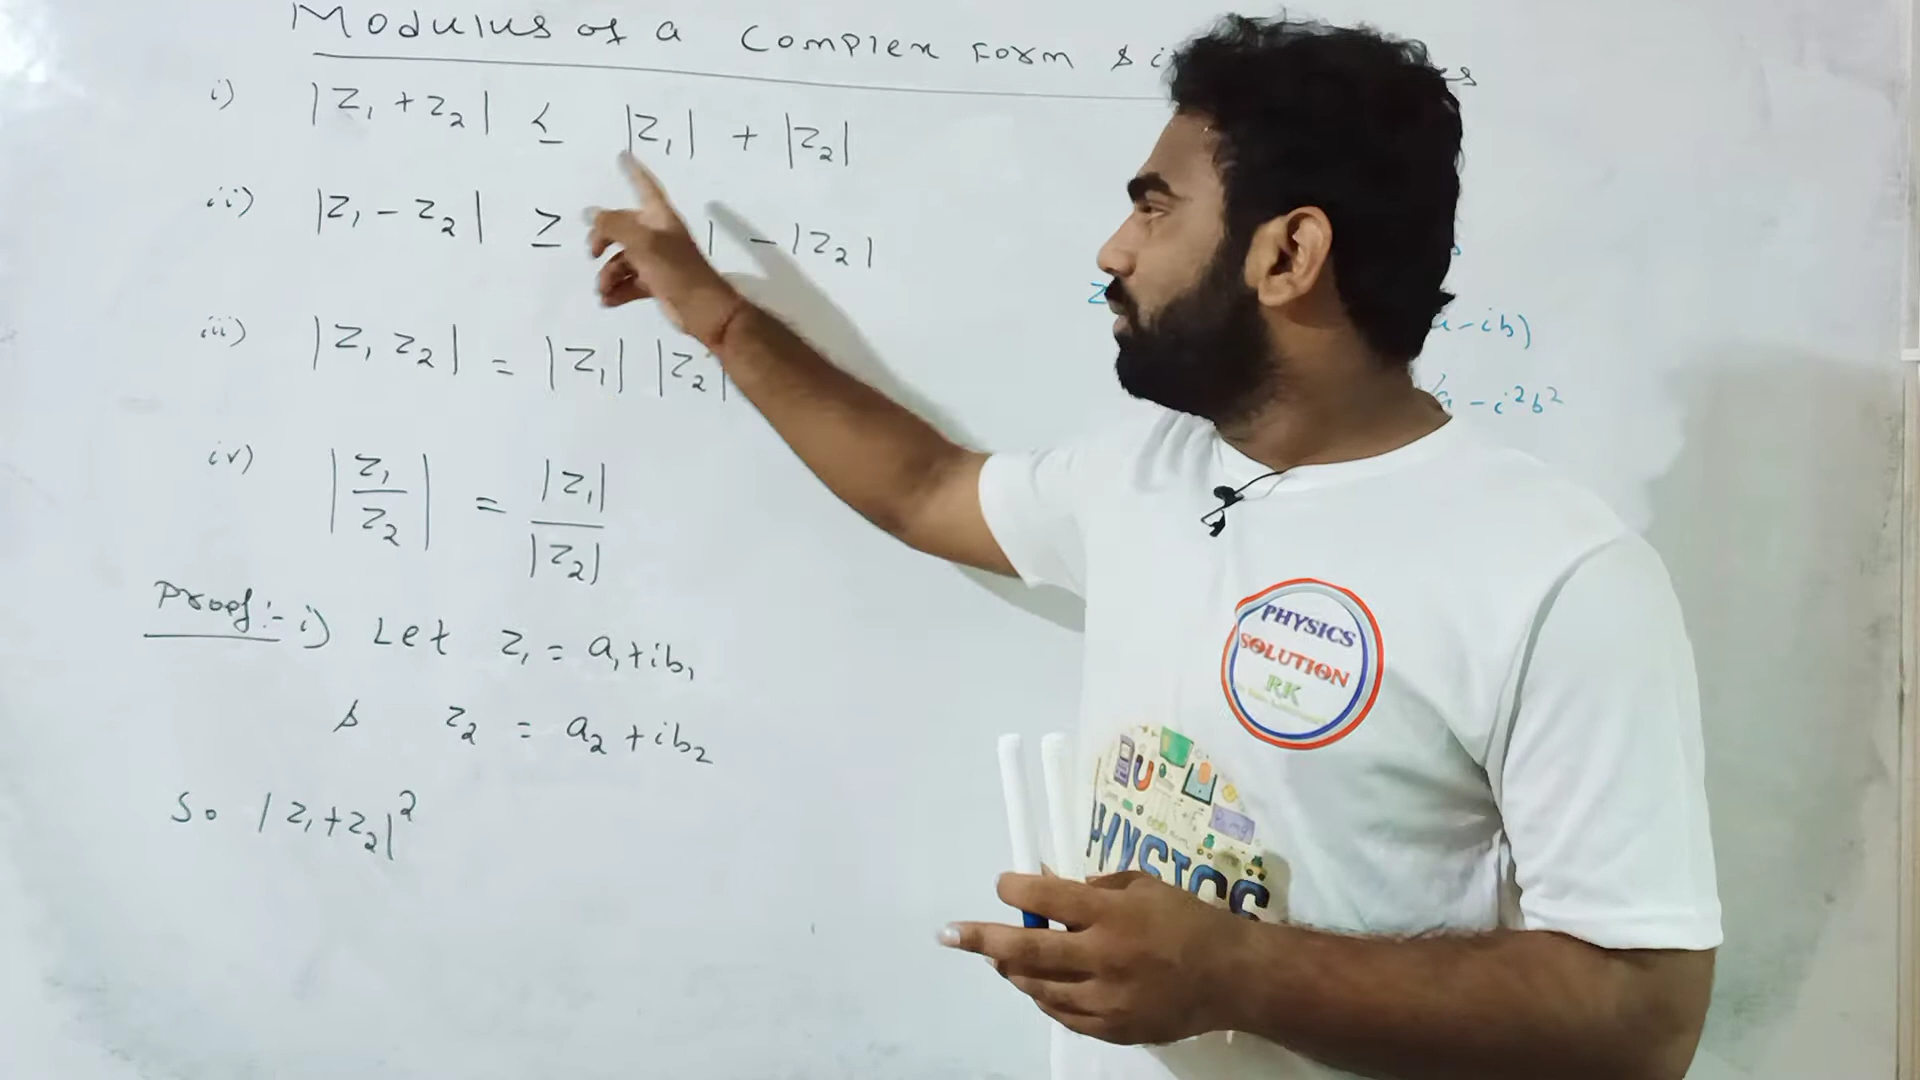 Modulus of a Complex Form &
i) |z₁ + z₂| ≤ |z₁| + |z₂|
ii) |z₁ - z₂| ≥ | - |z₂|
iii) |z₁ z₂| = |z₁| |z₂|
iv) |z₁/z₂| = |z₁|/|z₂|
Proof:- i) Let z₁ = a₁+ib₁
& z₂ = a₂+ib₂
So |z₁+z₂|²
z
a-ib)
- i²b²
PHYSICS
SOLUTION
RK
PHYSICS